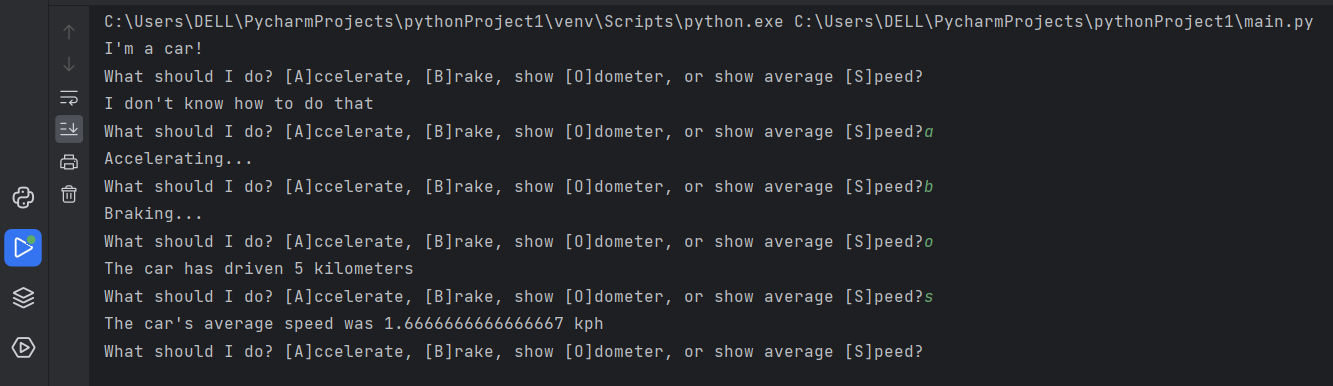 C:\Users\DELL\PycharmProjects\pythonProject1\venv\Scripts\python.exe C:\Users\DELL\PycharmProjects\pythonProject1\main.py
I'm a car!
What should I do? [A]ccelerate, [B]rake, show [O]dometer, or show average [S]peed?
I don't know how to do that
What should I do? [A]ccelerate, [B]rake, show [O]dometer, or show average [S]peed?a
Accelerating...
What should I do? [A]ccelerate, [B]rake, show [O]dometer, or show average [S]peed?b
Braking...
What should I do? [A]ccelerate, [B]rake, show [O]dometer, or show average [S]peed?o
The car has driven 5 kilometers
What should I do? [A]ccelerate, [B]rake, show [O]dometer, or show average [S]peed?s
The car's average speed was 1.6666666666666667 kph
What should I do? [A]ccelerate, [B]rake, show [O]dometer, or show average [S]peed?